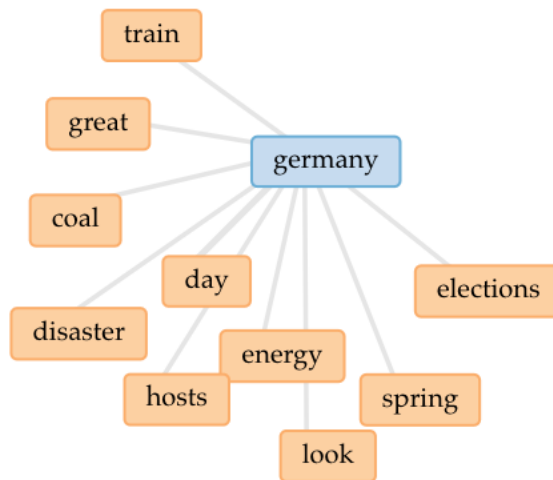 train
great
germany
coal
day
elections
disaster
energy
hosts
spring
look